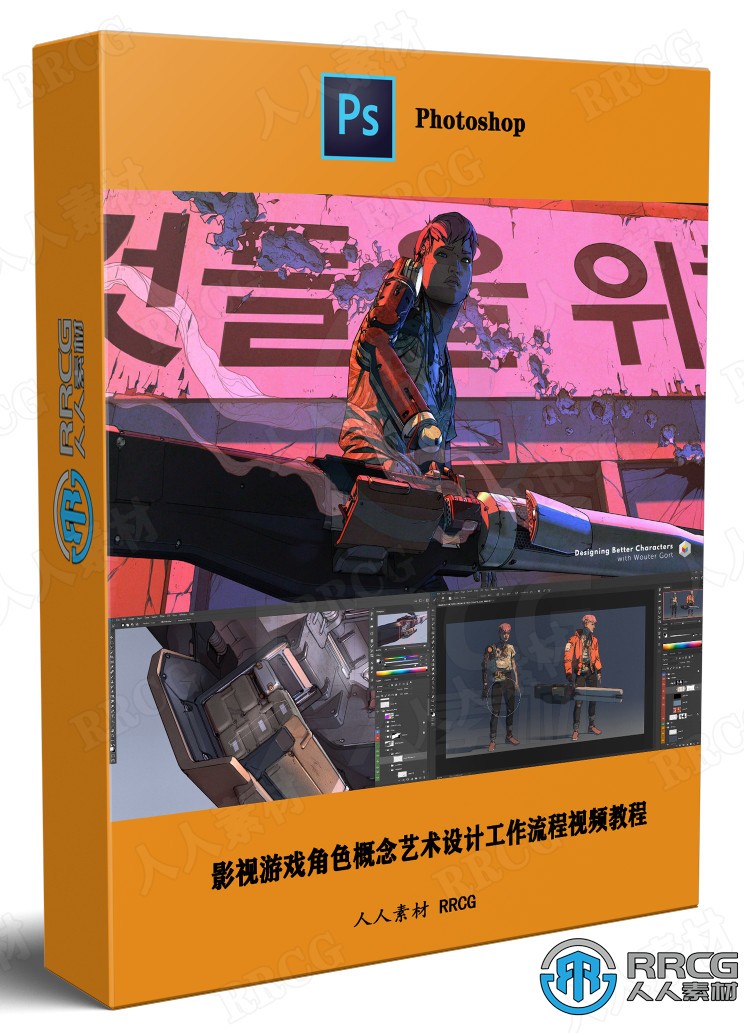 Ps
Photoshop
것들을 위
Designing Better Characters
with Wouter Gort
影视游戏角色概念艺术设计工作流程视频教程
人人素材 RRCG
RRCG
人人素材
RRCG
人人素材